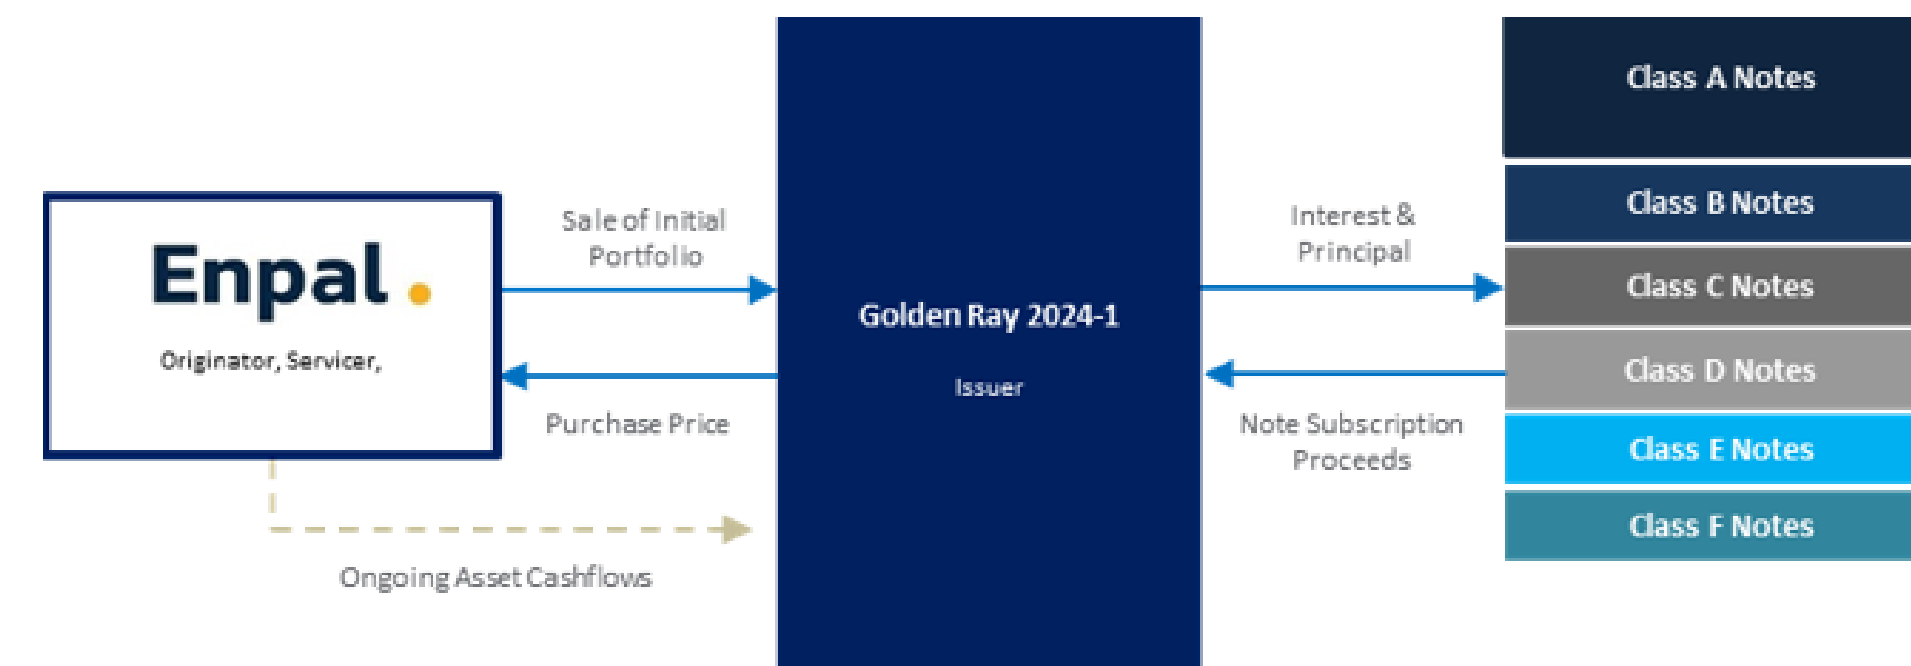 Enpal.
Originator, Servicer,
Sale of Initial
Portfolio
Purchase Price
Ongoing Asset Cashflows
Golden Ray 2024-1
Issuer
Interest &
Principal
Note Subscription
Proceeds
Class A Notes
Class B Notes
Class C Notes
Class D Notes
Class E Notes
Class F Notes